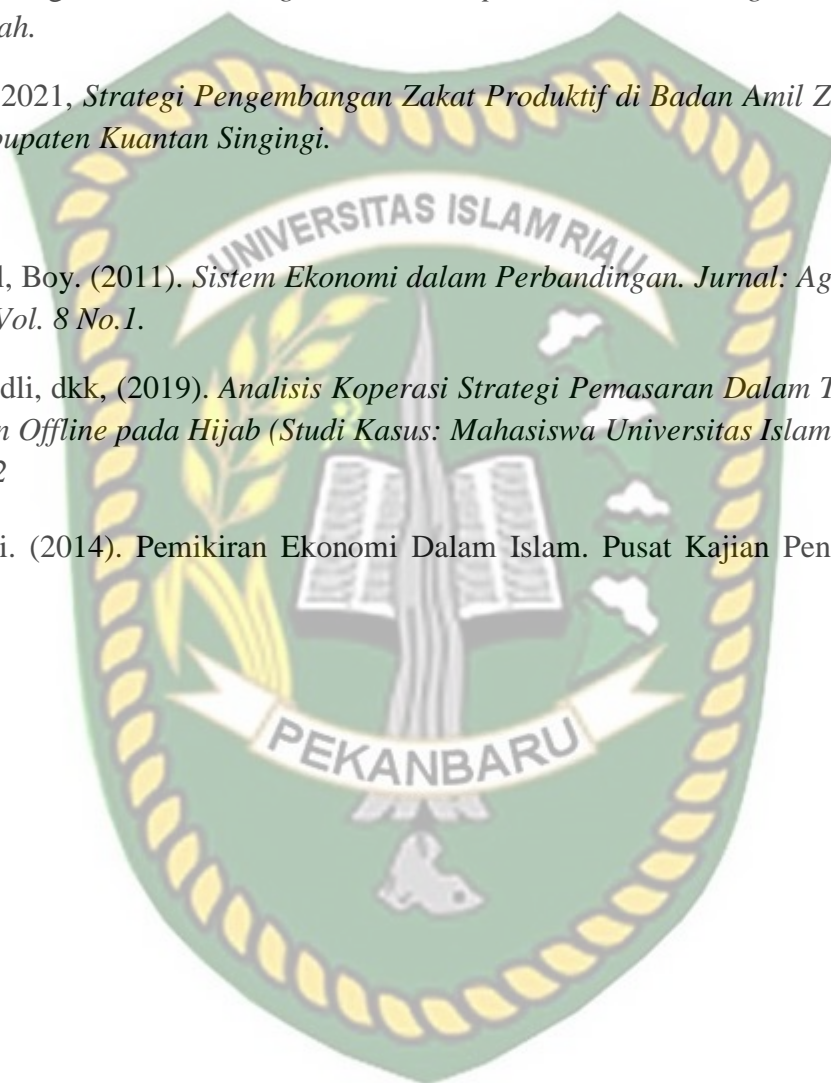 ah.
2021, Strategi Pengembangan Zakat Produktif di Badan Amil Z
upaten Kuantan Singingi.
UNIVERSITAS ISLAM RIAU
l, Boy. (2011). Sistem Ekonomi dalam Perbandingan. Jurnal: Ag
Vol. 8 No.1.
dli, dkk, (2019). Analisis Koperasi Strategi Pemasaran Dalam T
n Offline pada Hijab (Studi Kasus: Mahasiswa Universitas Islam
2
i. (2014). Pemikiran Ekonomi Dalam Islam. Pusat Kajian Pen
PEKANBARU